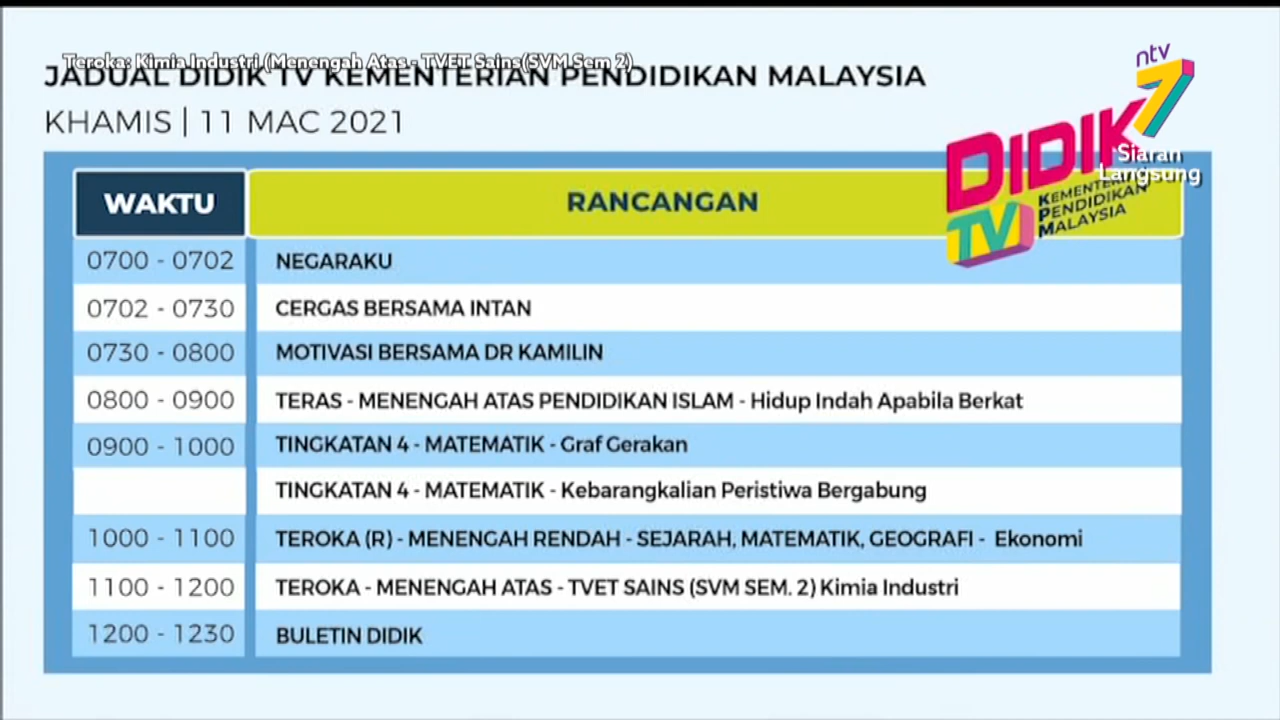 Teroka: Kimia Industri (Menengah Atas - TVET Sains(SVM Sem 2)
JADUAL DIDIK TV KEMENTERIAN PENDIDIKAN MALAYSIA
KHAMIS | 11 MAC 2021
ntv
7
Siaran
Langsung
DIDIK
TV
KEMENTERIAN
PENDIDIKAN
MALAYSIA
WAKTU RANCANGAN
0700 - 0702 NEGARAKU
0702 - 0730 CERGAS BERSAMA INTAN
0730 - 0800 MOTIVASI BERSAMA DR KAMILIN
0800 - 0900 TERAS - MENENGAH ATAS PENDIDIKAN ISLAM - Hidup Indah Apabila Berkat
0900 - 1000 TINGKATAN 4 - MATEMATIK - Graf Gerakan
TINGKATAN 4 - MATEMATIK - Kebarangkalian Peristiwa Bergabung
1000 - 1100 TEROKA (R) - MENENGAH RENDAH - SEJARAH, MATEMATIK, GEOGRAFI - Ekonomi
1100 - 1200 TEROKA - MENENGAH ATAS - TVET SAINS (SVM SEM. 2) Kimia Industri
1200 - 1230 BULETIN DIDIK